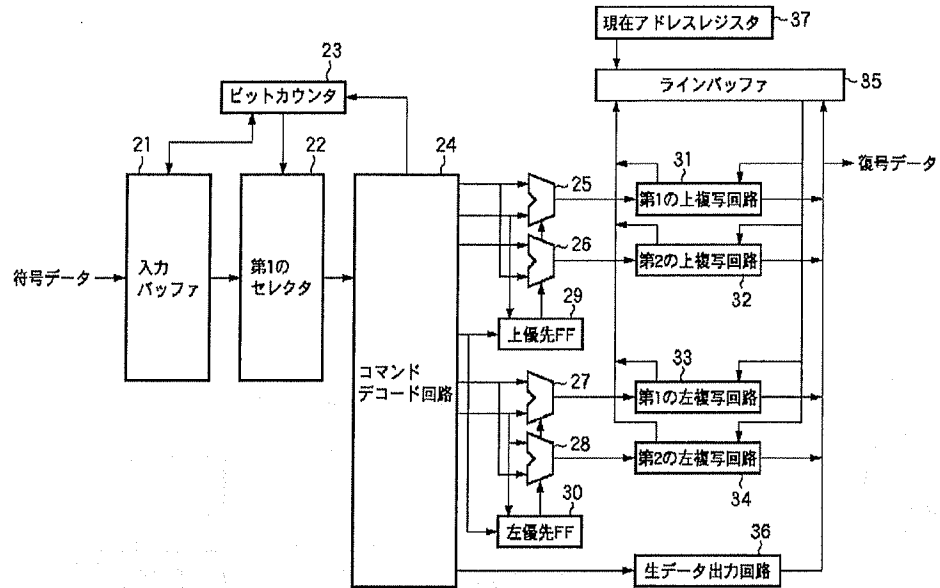 現在アドレスレジスタ
37
ラインバッファ
35
23
ビットカウンタ
21
22
24
符号データ
入力
バッファ
第1の
セレクタ
コマンド
デコード回路
25
26
29
上優先FF
27
28
30
左優先FF
31
第1の上複写回路
第2の上複写回路
32
33
第1の左複写回路
第2の左複写回路
34
36
生データ出力回路
復号データ